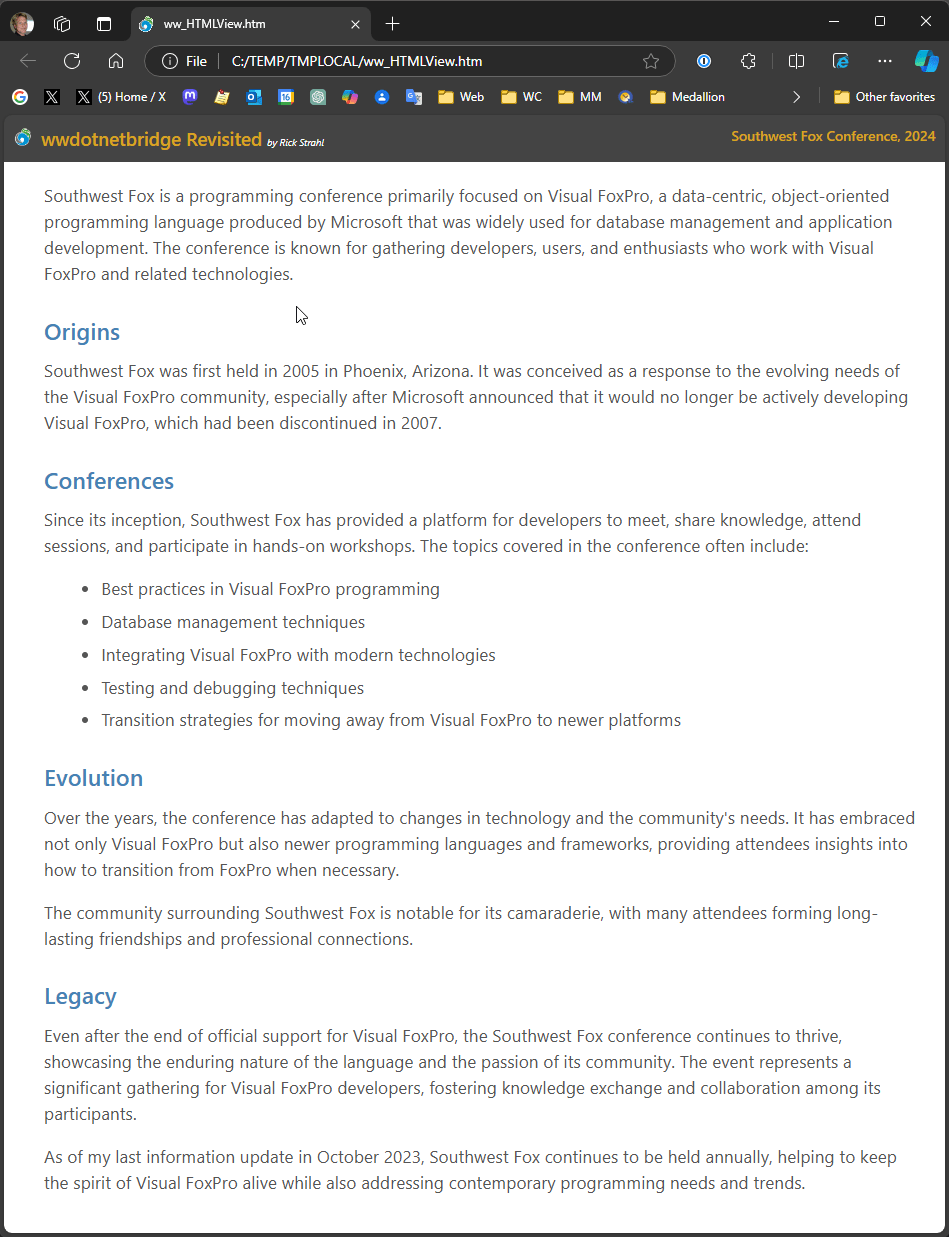 ww_HTMLView.htm
File C:/TEMP/TMPLOCAL/ww_HTMLView.htm
(5) Home / X Web WC MM Medallion Other favorites
wwdotnetbridge Revisited by Rick Strahl Southwest Fox Conference, 2024
Southwest Fox is a programming conference primarily focused on Visual FoxPro, a data-centric, object-oriented
programming language produced by Microsoft that was widely used for database management and application
development. The conference is known for gathering developers, users, and enthusiasts who work with Visual
FoxPro and related technologies.
Origins
Southwest Fox was first held in 2005 in Phoenix, Arizona. It was conceived as a response to the evolving needs of
the Visual FoxPro community, especially after Microsoft announced that it would no longer be actively developing
Visual FoxPro, which had been discontinued in 2007.
Conferences
Since its inception, Southwest Fox has provided a platform for developers to meet, share knowledge, attend
sessions, and participate in hands-on workshops. The topics covered in the conference often include:
• Best practices in Visual FoxPro programming
• Database management techniques
• Integrating Visual FoxPro with modern technologies
• Testing and debugging techniques
• Transition strategies for moving away from Visual FoxPro to newer platforms
Evolution
Over the years, the conference has adapted to changes in technology and the community's needs. It has embraced
not only Visual FoxPro but also newer programming languages and frameworks, providing attendees insights into
how to transition from FoxPro when necessary.
The community surrounding Southwest Fox is notable for its camaraderie, with many attendees forming long-
lasting friendships and professional connections.
Legacy
Even after the end of official support for Visual FoxPro, the Southwest Fox conference continues to thrive,
showcasing the enduring nature of the language and the passion of its community. The event represents a
significant gathering for Visual FoxPro developers, fostering knowledge exchange and collaboration among its
participants.
As of my last information update in October 2023, Southwest Fox continues to be held annually, helping to keep
the spirit of Visual FoxPro alive while also addressing contemporary programming needs and trends.